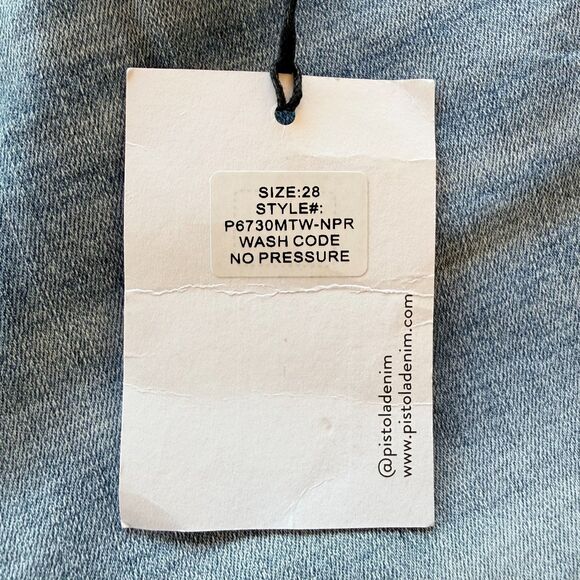 SIZE:28
STYLE#:
P6730MTW-NPR
WASH CODE
NO PRESSURE
@pistoladenim
www.pistoladenim.com